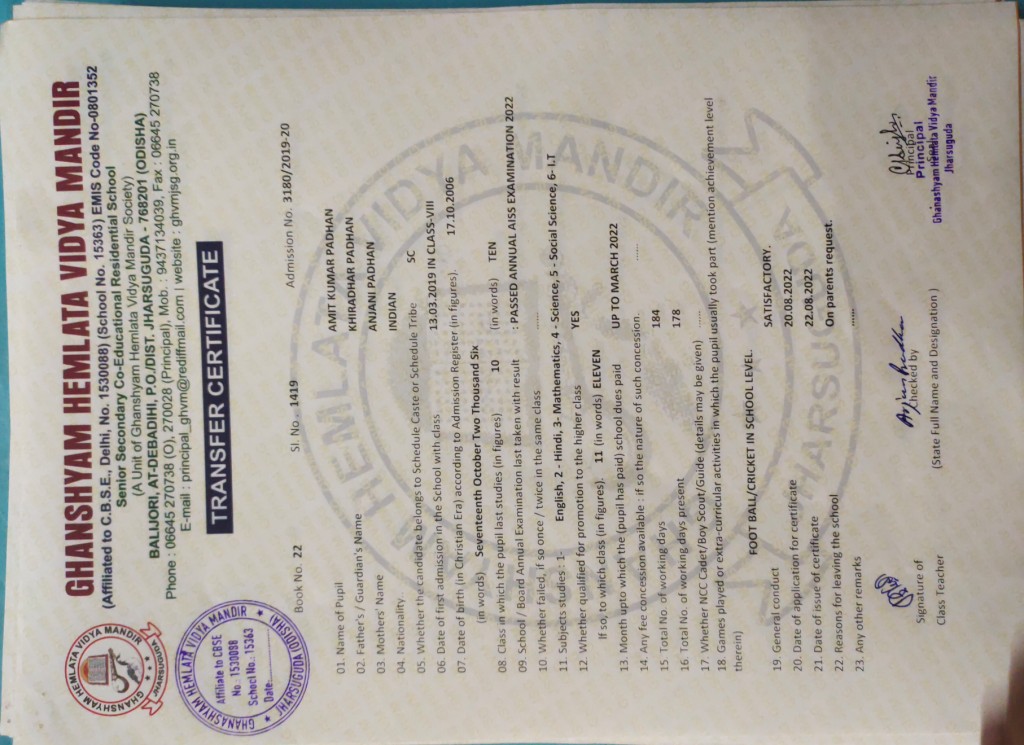 GHANSHYAM HEMLATA VIDYA MANDIR
(Affiliated to C.B.S.E., Delhi, No. 1530088) (School No. 15363) EMIS Code No-0801352
Senior Secondary Co-Educational Residential School
(A Unit of Ghanshyam Hemlata Vidya Mandir Society)
BALIJORI, AT-DEBADIHI, P.O./DIST. JHARSUGUDA - 768201 (ODISHA)
Phone : 06645 270738 (O), 270028 (Principal), Mob. : 9437134039, Fax : 06645 270738
E-mail : principal_ghvm@rediffmail.com | website : ghvmjsg.org.in
GHANSHYAM HEMLATA VIDYA MANDIR
JHARSUGUDA
GHANASHYAM HEMLATA VIDYA MANDIR
Affiliate to CBSE
No : 1530088
School No.: 15363
Date
JHARSUGUDA (ODISHA)
TRANSFER CERTIFICATE
Book No. 22 Sl. No. 1419 Admission No. 3180/2019-20
01. Name of Pupil AMIT KUMAR PADHAN
02. Father's / Guardian's Name KHIRADHAR PADHAN
03. Mothers' Name ANJANI PADHAN
04. Nationality INDIAN
05. Whether the candidate belongs to Schedule Caste or Schedule Tribe SC
06. Date of first admission in the School with class 13.03.2019 IN CLASS-VIII
07. Date of birth (in Christian Era) according to Admission Register (in figures). 17.10.2006
(in words) Seventeenth October Two Thousand Six
08. Class in which the pupil last studies (in figures) 10 (in words) TEN
09. School / Board Annual Examination last taken with result : PASSED ANNUAL AISS EXAMINATION 2022
10. Whether failed, if so once / twice in the same class ......
11. Subjects studies : 1- English, 2 - Hindi, 3- Mathematics, 4 - Science, 5 - Social Science, 6- I.T
12. Whether qualified for promotion to the higher class YES
If so, to which class (in figures). 11 (in words) ELEVEN
13. Month upto which the (pupil has paid) school dues paid UP TO MARCH 2022
14. Any fee concession available : if so the nature of such concession. ......
15 Total No. of working days 184
16. Total No. of working days present 178
17. Whether NCC Cadet/Boy Scout/Guide (details may be given) ......
18. Games played or extra-curricular activities in which the pupil usually took part (mention achievement level
therein) FOOT BALL/CRICKET IN SCHOOL LEVEL.
19. General conduct SATISFACTORY.
20. Date of application for certificate 20.08.2022
21. Date of issue of certificate 22.08.2022
22. Reasons for leaving the school On parents request.
23. Any other remarks ......
Signature of
Class Teacher
Checked by
(State Full Name and Designation )
Principal
Principal
Ghanashyam Hemlata Vidya Mandir
Jharsuguda
HEMLATA VIDYA MANDIR
JHARSUGUDA